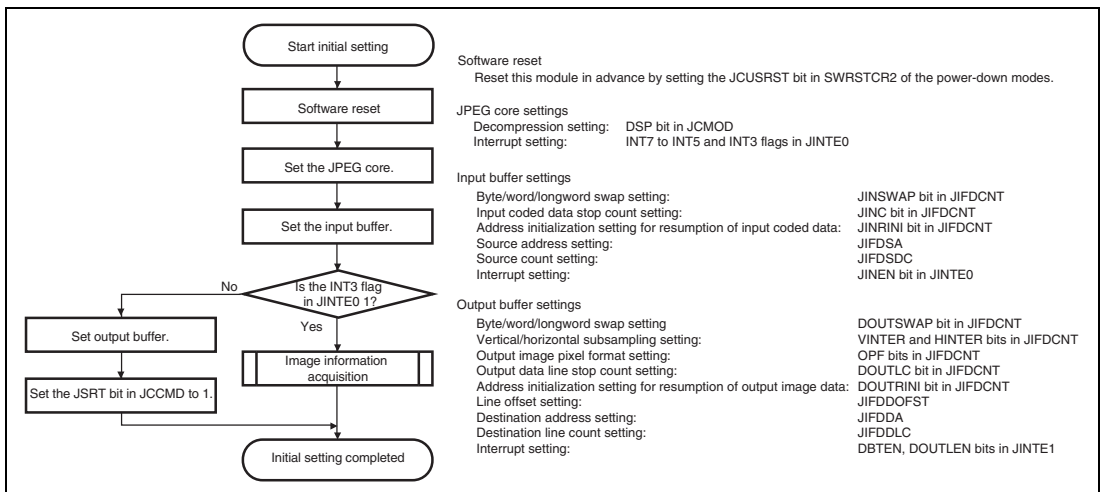 Start initial setting
Software reset
Set the JPEG core.
Set the input buffer.
Is the INT3 flag
in JINTE0 1?
No
Yes
Set output buffer.
Set the JSRT bit in JCCMD to 1.
Image information
acquisition
Initial setting completed
Software reset
Reset this module in advance by setting the JCUSRST bit in SWRSTCR2 of the power-down modes.
JPEG core settings
Decompression setting: DSP bit in JCMOD
Interrupt setting: INT7 to INT5 and INT3 flags in JINTE0
Input buffer settings
Byte/word/longword swap setting: JINSWAP bit in JIFDCNT
Input coded data stop count setting: JINC bit in JIFDCNT
Address initialization setting for resumption of input coded data: JINRINI bit in JIFDCNT
Source address setting: JIFDSA
Source count setting: JIFDSDC
Interrupt setting: JINEN bit in JINTE0
Output buffer settings
Byte/word/longword swap setting DOUTSWAP bit in JIFDCNT
Vertical/horizontal subsampling setting: VINTER and HINTER bits in JIFDCNT
Output image pixel format setting: OPF bits in JIFDCNT
Output data line stop count setting: DOUTLC bit in JIFDCNT
Address initialization setting for resumption of output image data: DOUTRINI bit in JIFDCNT
Line offset setting: JIFDDOFST
Destination address setting: JIFDDA
Destination line count setting: JIFDDLC
Interrupt setting: DBTEN, DOUTLEN bits in JINTE1